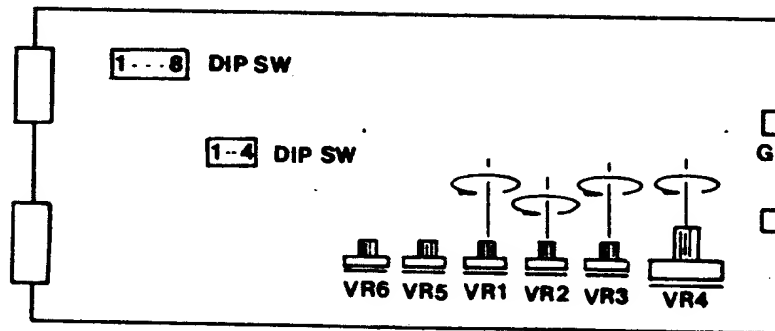 1---8 DIP SW
1--4 DIP SW
G
VR6 VR5 VR1 VR2 VR3 VR4